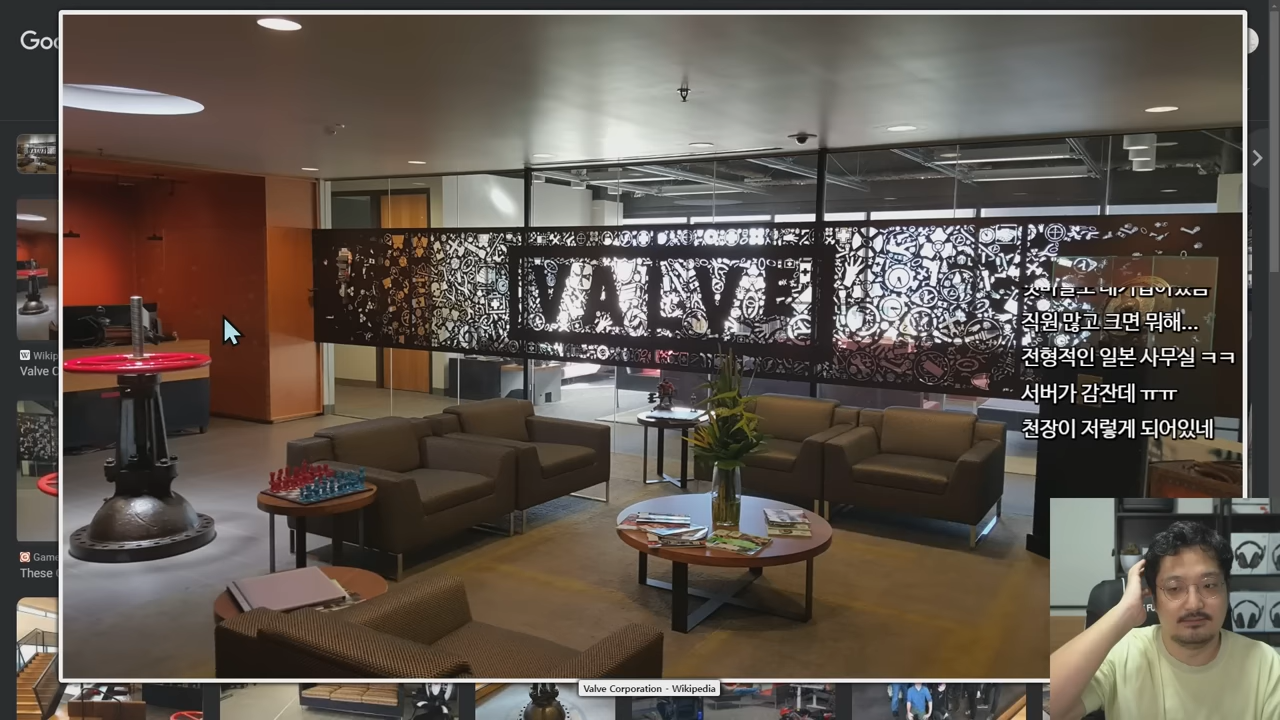 Goo
VALVE
직원 많고 크면 뭐해...
전형적인 일본 사무실 ㅋㅋ
서버가 감잔데 ㅠㅠ
천장이 저렇게 되어있네
W Wikip
Valve C
Game
These C
Valve Corporation - Wikipedia